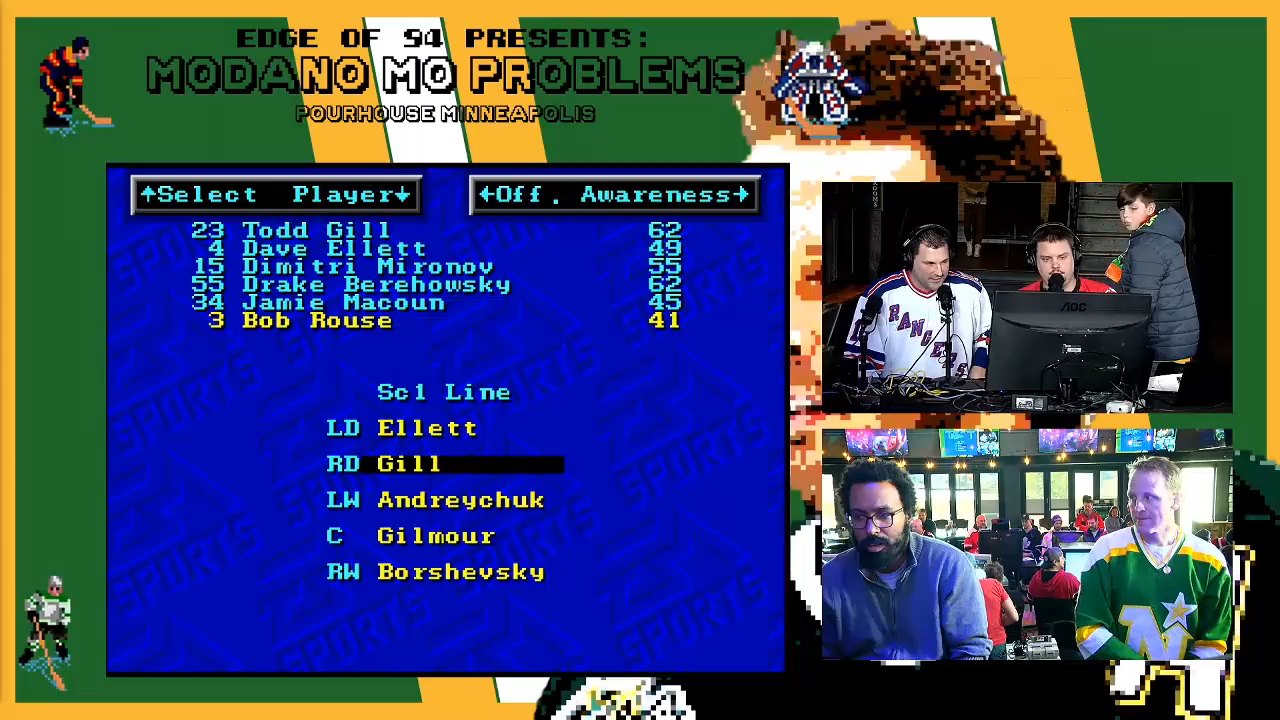 EDGE OF 94 PRESENTS:
MODANO MO PROBLEMS
POURHOUSE MINNEAPOLIS
↑Select Player↓ ←Off. Awareness→
23 Todd Gill 62
4 Dave Ellett 49
15 Dimitri Mironov 55
55 Drake Berehowsky 62
34 Jamie Macoun 45
3 Bob Rouse 41
Sc1 Line
LD Ellett
RD Gill
LW Andreychuk
C Gilmour
RW Borshevsky
SPORTS
ROOMS
RANGERS
AOC
N